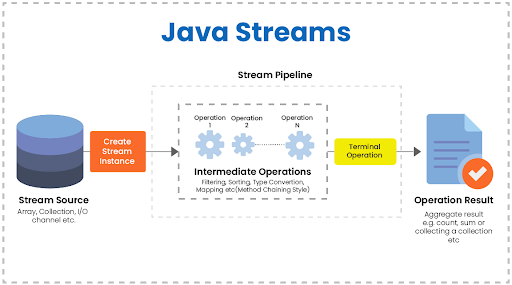 Java Streams
Stream Pipeline
Operation
1
Operation
2
Operation
N
Create
Stream
Instance
Terminal
Operation
Intermediate Operations
Filtering, Sorting, Type Convertion,
Mapping etc(Method Chaining Style)
Stream Source
Array, Collection, I/O
channel etc.
Operation Result
Aggregate result
e.g. count, sum or
collecting a collection
etc